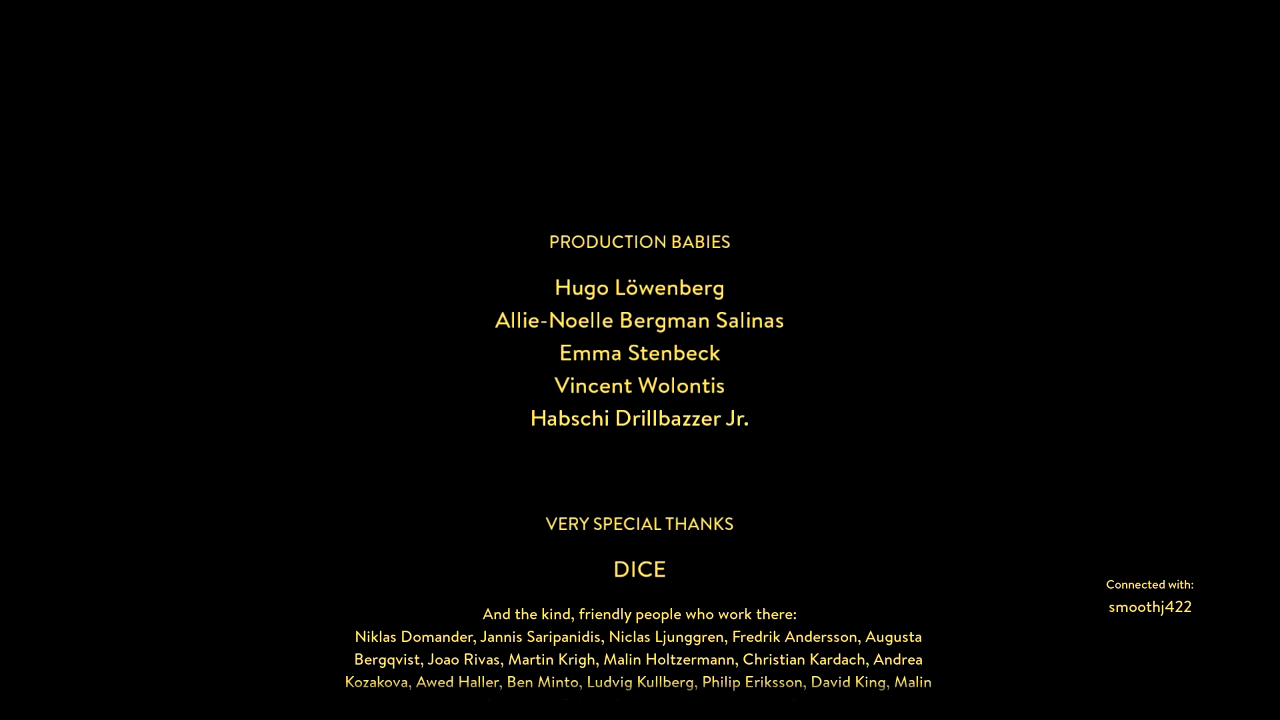 PRODUCTION BABIES
Hugo Löwenberg
Allie-Noelle Bergman Salinas
Emma Stenbeck
Vincent Wolontis
Habschi Drillbazzer Jr.
VERY SPECIAL THANKS
DICE
And the kind, friendly people who work there:
Niklas Domander, Jannis Saripanidis, Niclas Ljunggren, Fredrik Andersson, Augusta
Bergqvist, Joao Rivas, Martin Krigh, Malin Holtzermann, Christian Kardach, Andrea
Kozakova, Awed Haller, Ben Minto, Ludvig Kullberg, Philip Eriksson, David King, Malin
Connected with:
smoothj422